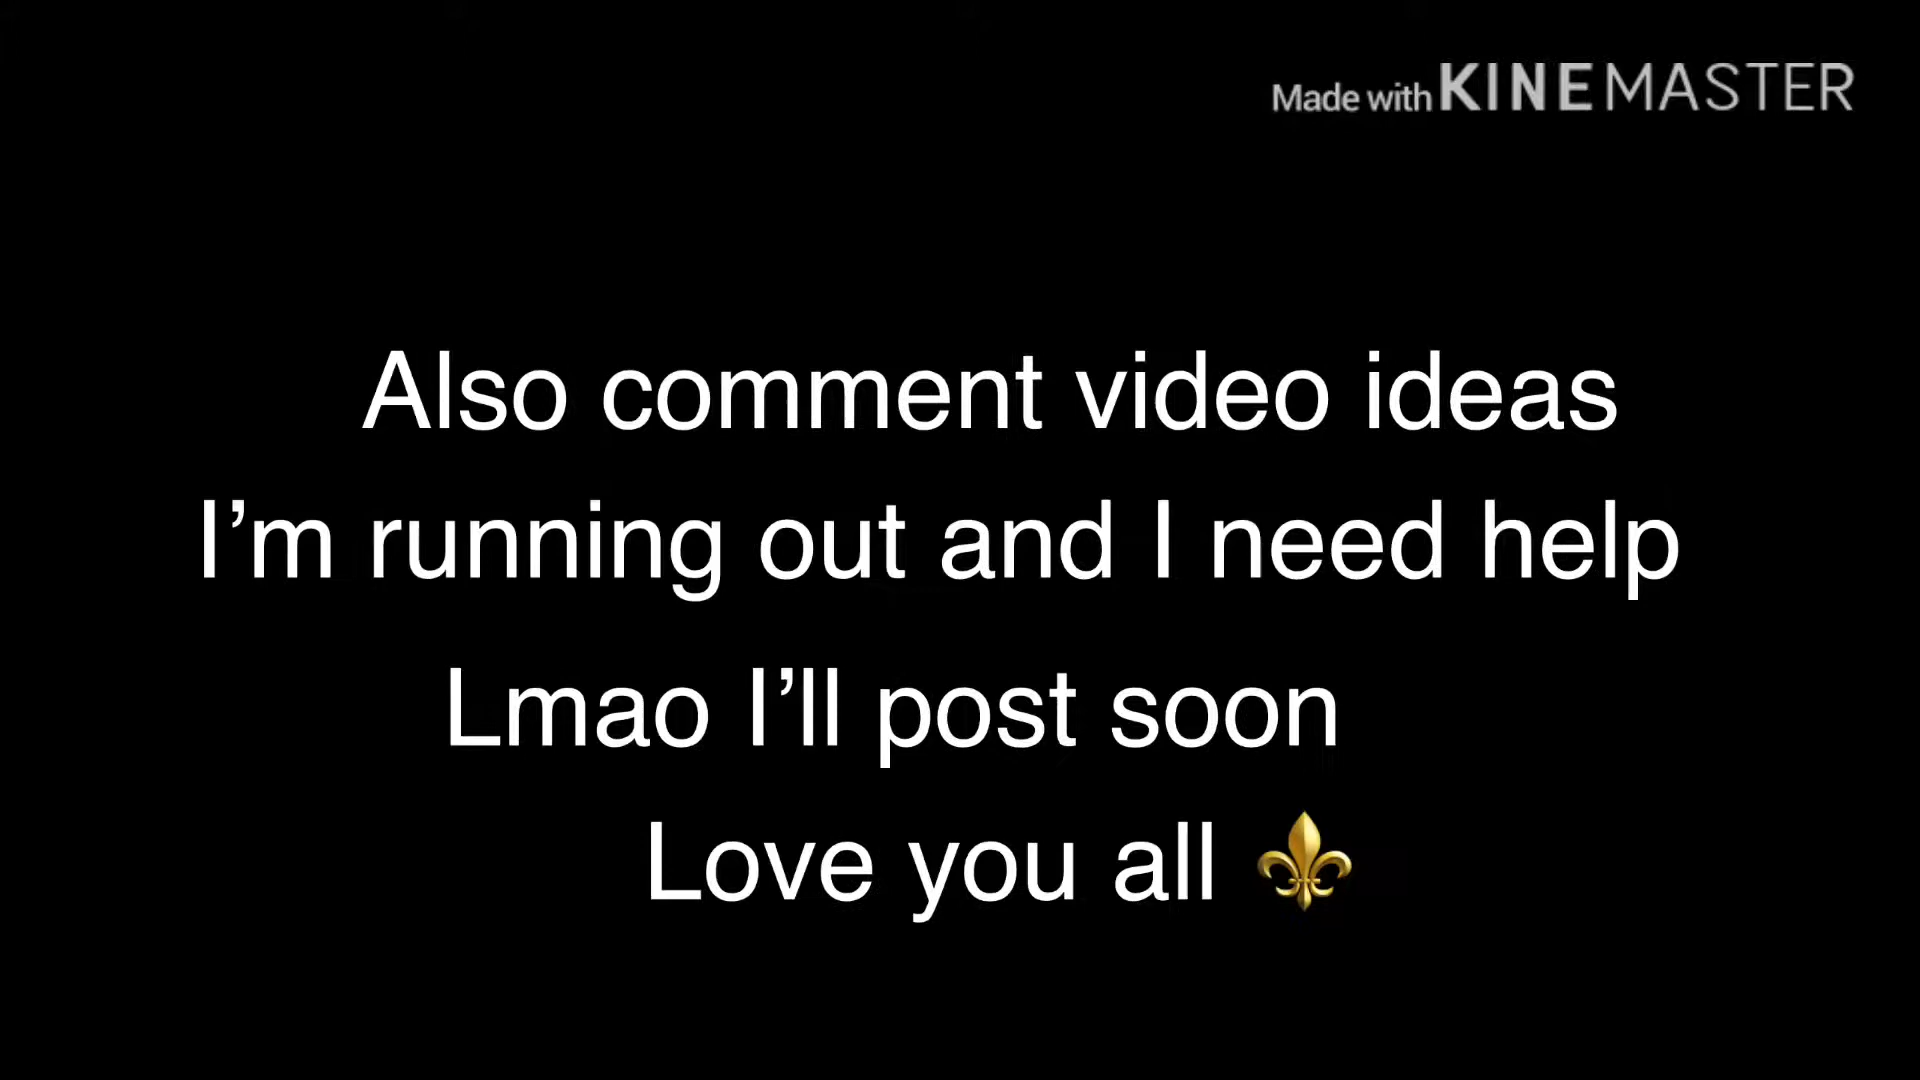 Made with KINEMASTER
Also comment video ideas
I’m running out and I need help
Lmao I’ll post soon
Love you all ⚜️